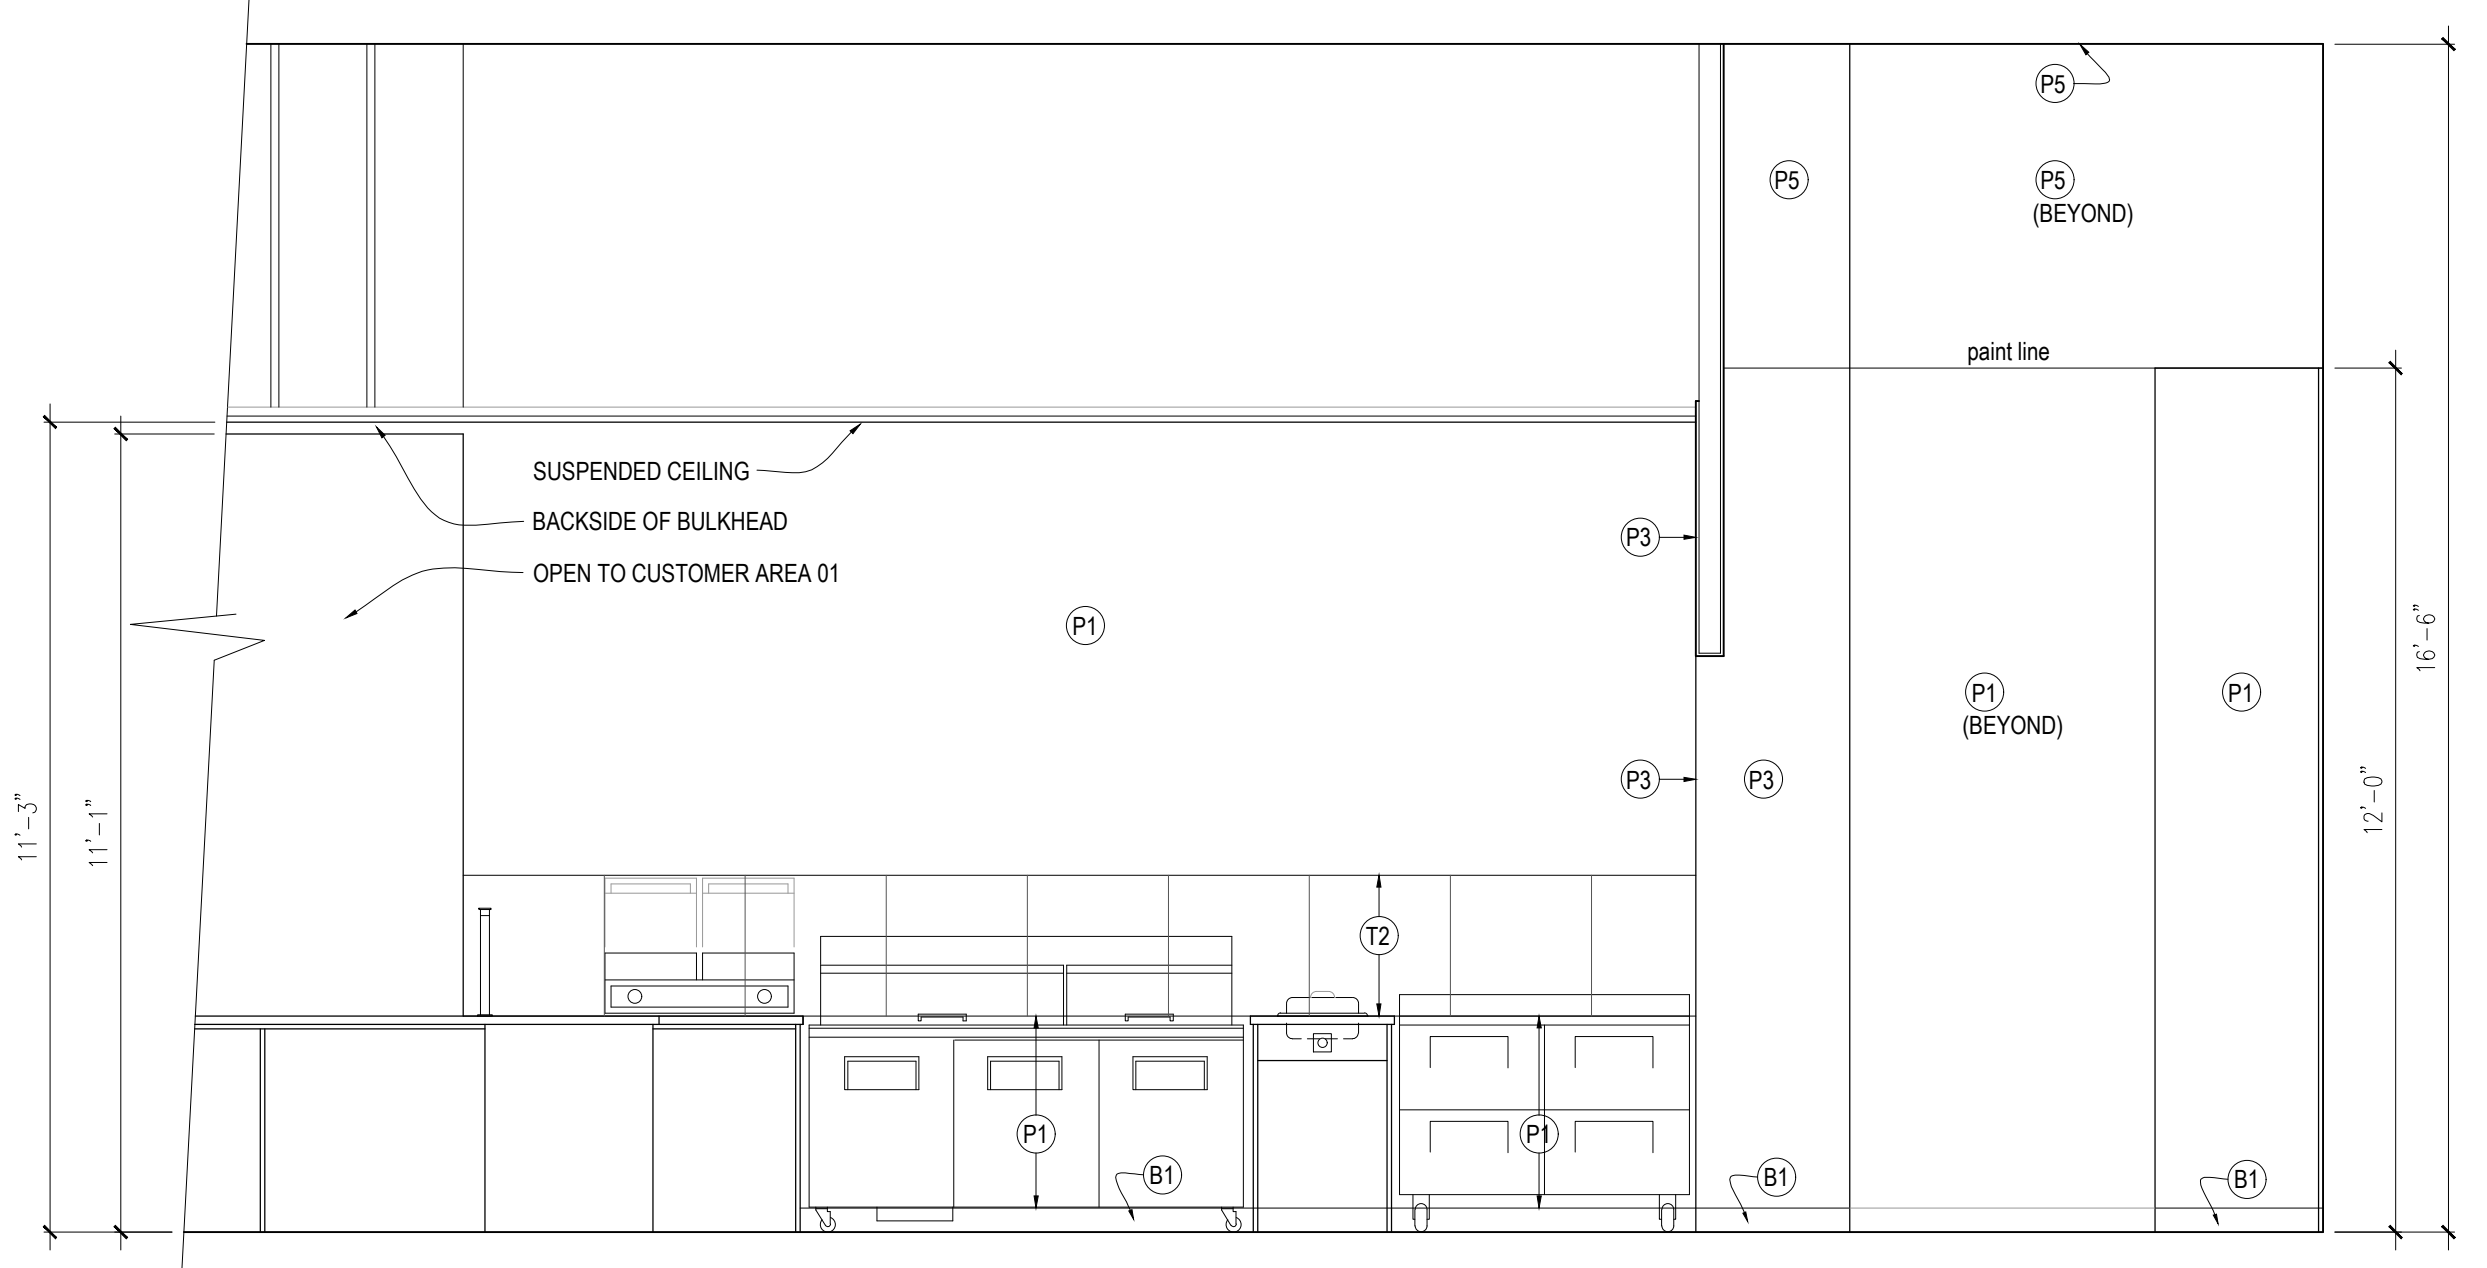 P5
P5
P5
(BEYOND)
paint line
SUSPENDED CEILING
BACKSIDE OF BULKHEAD
P3
OPEN TO CUSTOMER AREA 01
P1
16'-6"
P1
(BEYOND)
P1
P3
P3
11'-3"
11'-1"
12'-0"
T2
P1
P1
B1
B1
B1